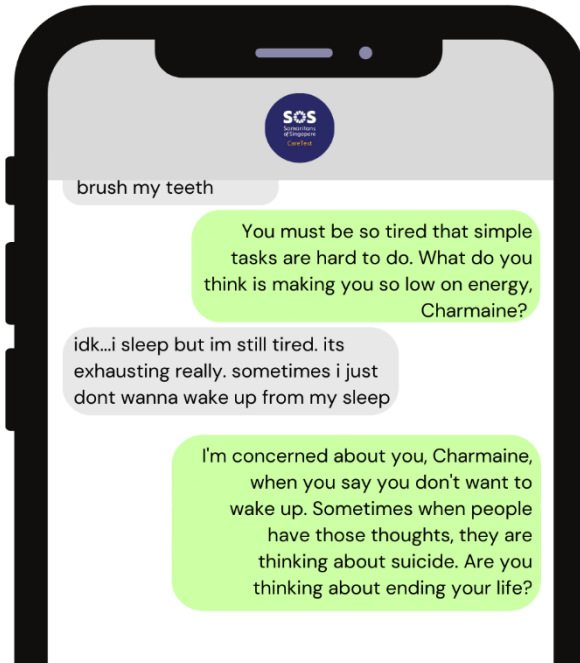 SOS
Samaritans
of Singapore
CareText
brush my teeth
You must be so tired that simple
tasks are hard to do. What do you
think is making you so low on energy,
Charmaine?
idk...i sleep but im still tired. its
exhausting really. sometimes i just
dont wanna wake up from my sleep
I'm concerned about you, Charmaine,
when you say you don't want to
wake up. Sometimes when people
have those thoughts, they are
thinking about suicide. Are you
thinking about ending your life?